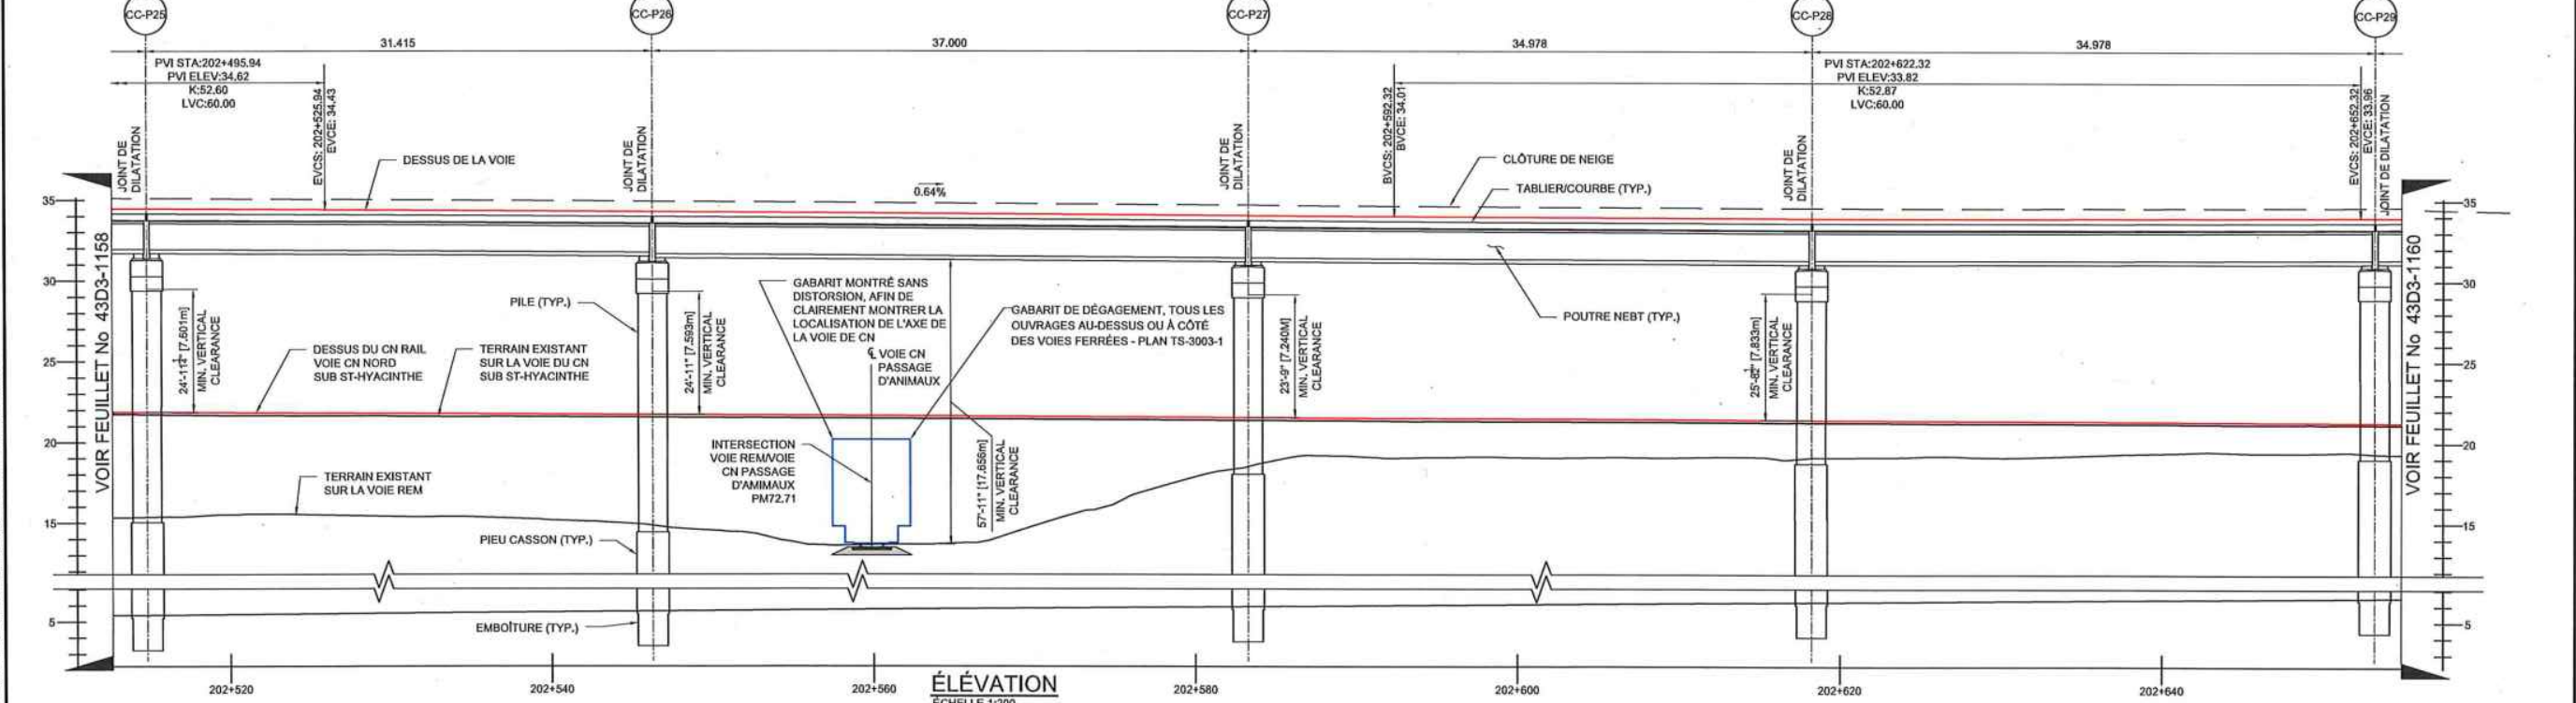 CC-P25
CC-P26
CC-P27
CC-P28
CC-P29
31.415
37.000
34.978
34.978
PVI STA:202+495.94
PVI ELEV:34.62
K:52.60
LVC:60.00
EVCS: 202+525.94
EVCE: 34.43
BVCS: 202+592.32
BVCE: 34.01
PVI STA:202+622.32
PVI ELEV:33.82
K:52.87
LVC:60.00
EVCS: 202+652.32
EVCE: 33.96
JOINT DE
DILATATION
JOINT DE
DILATATION
JOINT DE
DILATATION
JOINT DE
DILATATION
JOINT DE DILATATION
DESSUS DE LA VOIE
0.64%
CLÔTURE DE NEIGE
TABLIER/COURBE (TYP.)
VOIR FEUILLET No 43D3-1158
35
30
25
20
15
5
PILE (TYP.)
GABARIT MONTRÉ SANS
DISTORSION, AFIN DE
CLAIREMENT MONTRER LA
LOCALISATION DE L'AXE DE
LA VOIE DE CN
GABARIT DE DÉGAGEMENT, TOUS LES
OUVRAGES AU-DESSUS OU À CÔTÉ
DES VOIES FERRÉES - PLAN TS-3003-1
POUTRE NEBT (TYP.)
[7.601m]
MIN. VERTICAL
CLEARANCE
DESSUS DU CN RAIL
VOIE CN NORD
SUB ST-HYACINTHE
TERRAIN EXISTANT
SUR LA VOIE DU CN
SUB ST-HYACINTHE
24'-11" [7.593m]
MIN. VERTICAL
CLEARANCE
VOIE CN
PASSAGE
D'ANIMAUX
23'-9" [7.240M]
MIN. VERTICAL
CLEARANCE
[7.833m]
MIN. VERTICAL
CLEARANCE
INTERSECTION
VOIE REM/VOIE
CN PASSAGE
D'AMIMAUX
PM72.71
57'-11" [17.656m]
MIN. VERTICAL
CLEARANCE
TERRAIN EXISTANT
SUR LA VOIE REM
PIEU CASSON (TYP.)
EMBOÎTURE (TYP.)
35
30
25
20
15
5
VOIR FEUILLET No 43D3-1160
202+520
202+540
202+560
202+580
202+600
202+620
202+640
ÉLÉVATION
ÉCHELLE 1:200